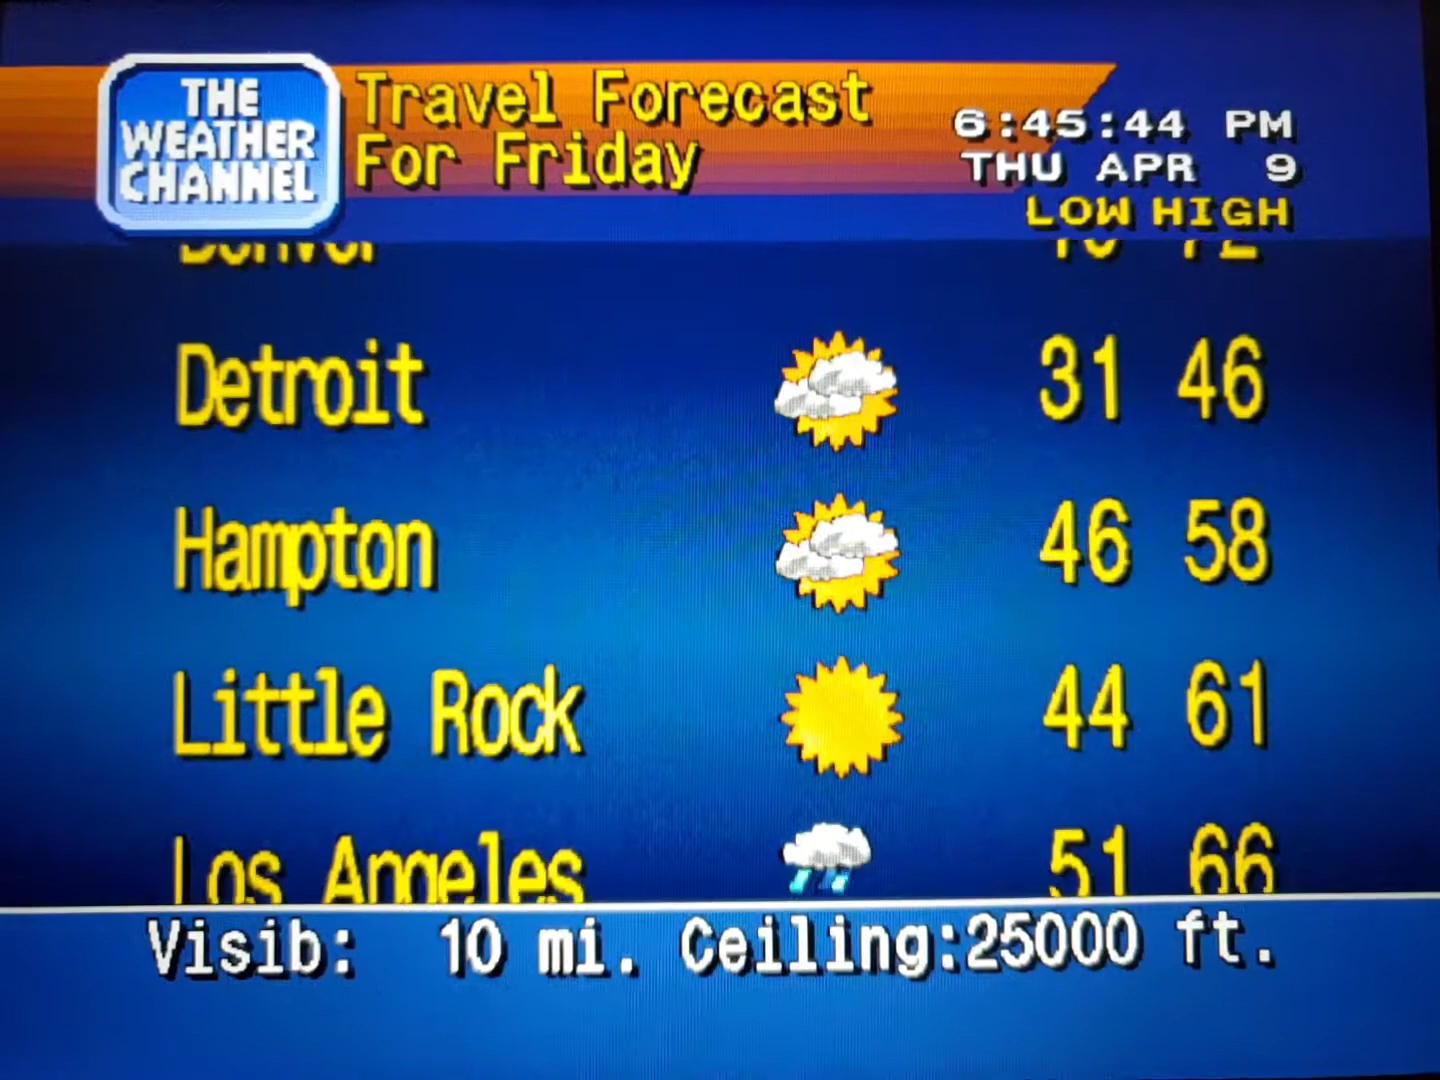 THE
WEATHER
CHANNEL
Travel Forecast
For Friday
6:45:44 PM
THU APR 9
LOW HIGH
Denver
Detroit 31 46
Hampton 46 58
Little Rock 44 61
Los Angeles 51 66
Visib: 10 mi. Ceiling:25000 ft.